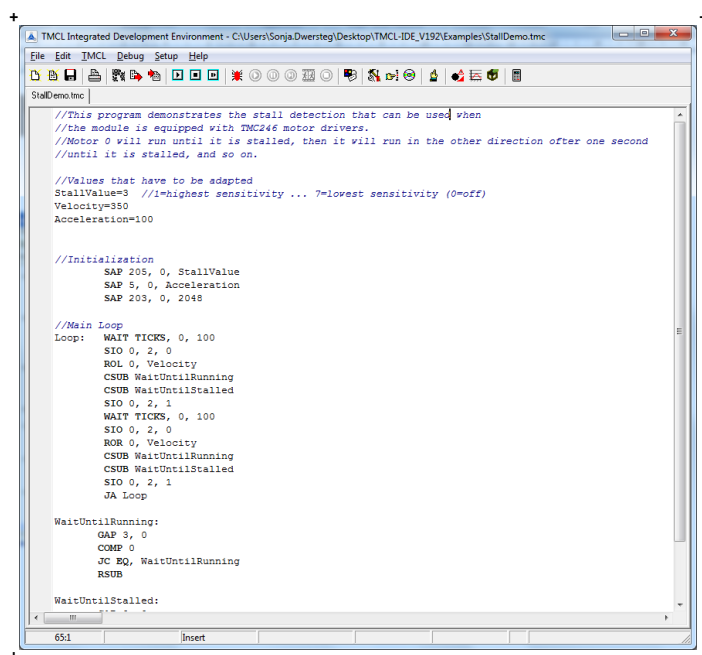 TMCL Integrated Development Environment - C:\Users\Sonja.Dwersteg\Desktop\TMCL-IDE_V192\Examples\StallDemo.tmc
File Edit TMCL Debug Setup Help
StallDemo.tmc
//This program demonstrates the stall detection that can be used when
//the module is equipped with TMC246 motor drivers.
//Motor 0 will run until it is stalled, then it will run in the other direction ofter one second
//until it is stalled, and so on.
//Values that have to be adapted
StallValue=3 //1=highest sensitivity ... 7=lowest sensitivity (0=off)
Velocity=350
Acceleration=100
//Initialization
SAP 205, 0, StallValue
SAP 5, 0, Acceleration
SAP 203, 0, 2048
//Main Loop
Loop: WAIT TICKS, 0, 100
SIO 0, 2, 0
ROL 0, Velocity
CSUB WaitUntilRunning
CSUB WaitUntilStalled
SIO 0, 2, 1
WAIT TICKS, 0, 100
SIO 0, 2, 0
ROR 0, Velocity
CSUB WaitUntilRunning
CSUB WaitUntilStalled
SIO 0, 2, 1
JA Loop
WaitUntilRunning:
GAP 3, 0
COMP 0
JC EQ, WaitUntilRunning
RSUB
WaitUntilStalled:
65:1 Insert